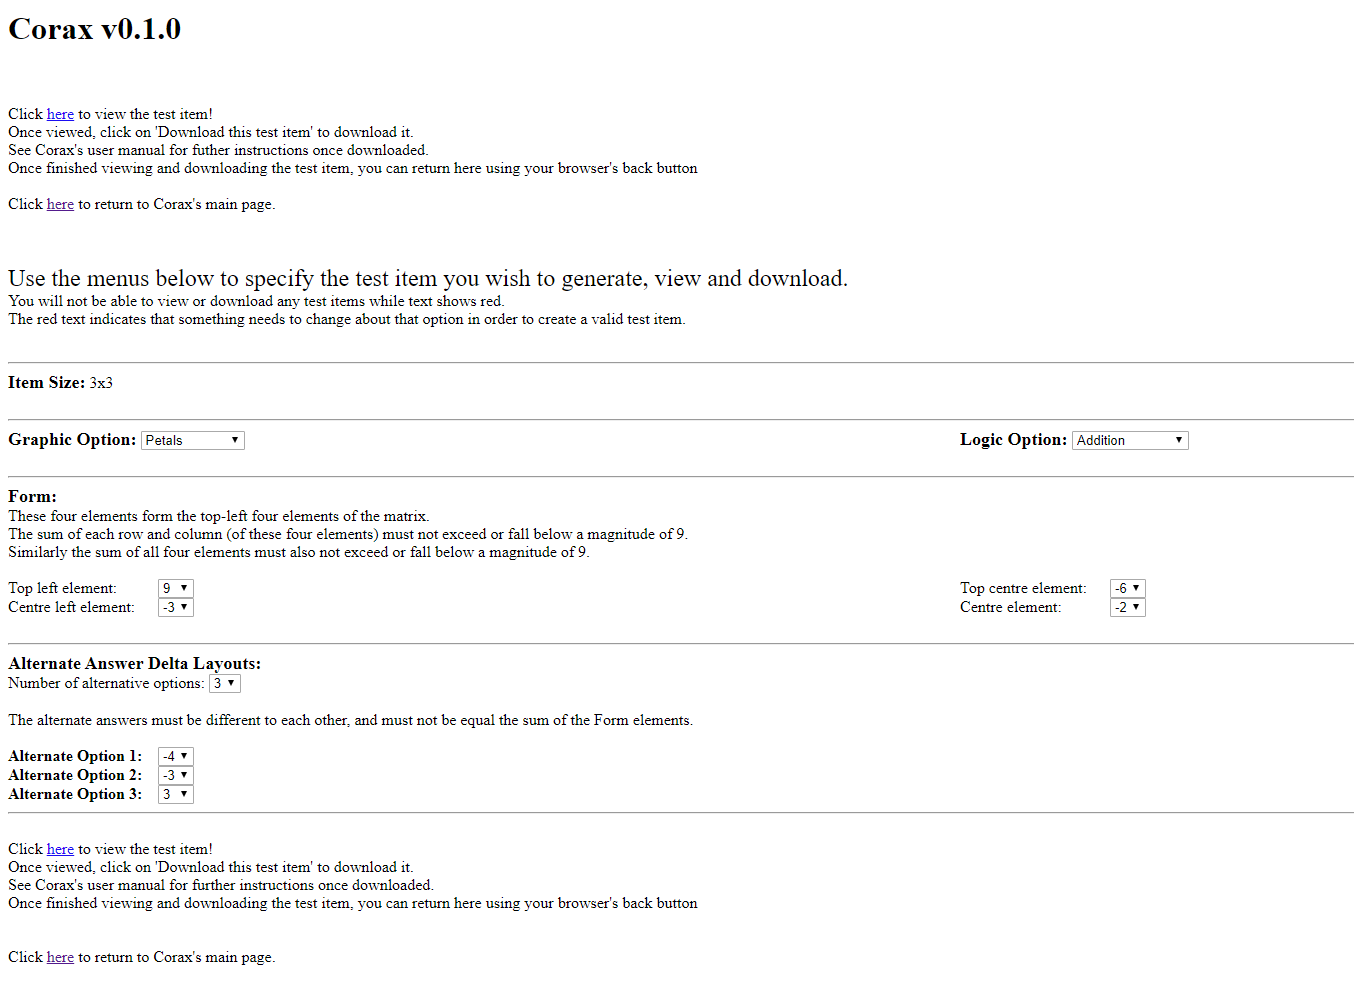 Corax v0.1.0
Click here to view the test item!
Once viewed, click on 'Download this test item' to download it.
See Corax's user manual for futher instructions once downloaded.
Once finished viewing and downloading the test item, you can return here using your browser's back button
Click here to return to Corax's main page.
Use the menus below to specify the test item you wish to generate, view and download.
You will not be able to view or download any test items while text shows red.
The red text indicates that something needs to change about that option in order to create a valid test item.
Item Size: 3x3
Graphic Option: Petals Logic Option: Addition
Form:
These four elements form the top-left four elements of the matrix.
The sum of each row and column (of these four elements) must not exceed or fall below a magnitude of 9.
Similarly the sum of all four elements must also not exceed or fall below a magnitude of 9.
Top left element: 9 Top centre element: -6
Centre left element: -3 Centre element: -2
Alternate Answer Delta Layouts:
Number of alternative options: 3
The alternate answers must be different to each other, and must not be equal the sum of the Form elements.
Alternate Option 1: -4
Alternate Option 2: -3
Alternate Option 3: 3
Click here to view the test item!
Once viewed, click on 'Download this test item' to download it.
See Corax's user manual for further instructions once downloaded.
Once finished viewing and downloading the test item, you can return here using your browser's back button
Click here to return to Corax's main page.